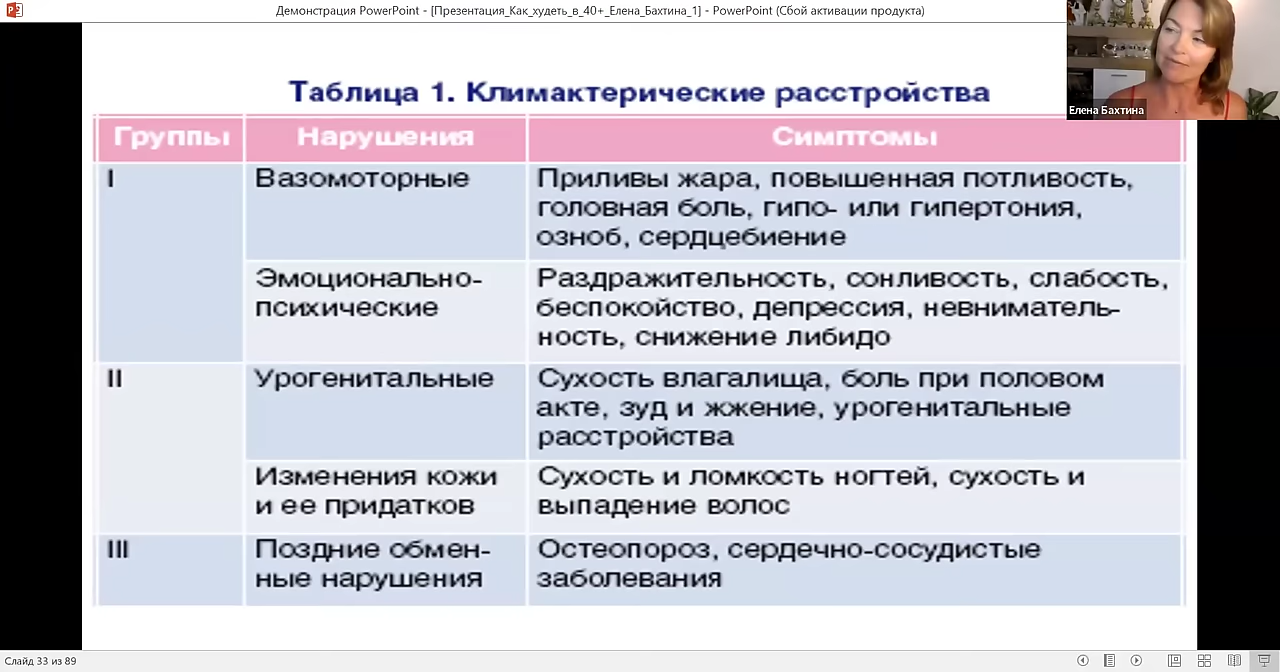 Демонстрация PowerPoint - [Презентация_Как_худеть_в_40+_Елена_Бахтина_1] - PowerPoint (Сбой активации продукта)
Елена Бахтина
Таблица 1. Климактерические расстройства
Группы Нарушения Симптомы
I Вазомоторные Приливы жара, повышенная потливость,
головная боль, гипо- или гипертония,
озноб, сердцебиение
Эмоционально- Раздражительность, сонливость, слабость,
психические беспокойство, депрессия, невниматель-
ность, снижение либидо
II Урогенитальные Сухость влагалища, боль при половом
акте, зуд и жжение, урогенитальные
расстройства
Изменения кожи Сухость и ломкость ногтей, сухость и
и ее придатков выпадение волос
III Поздние обмен- Остеопороз, сердечно-сосудистые
ные нарушения заболевания
Слайд 33 из 89